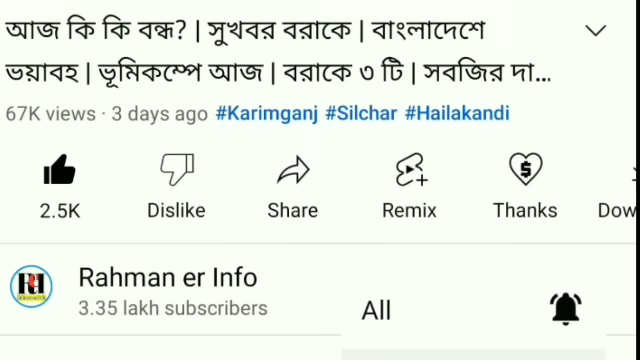 আজ কি কি বন্ধ? | সুখবর বরাকে | বাংলাদেশে
ভয়াবহ | ভূমিকম্পে আজ | বরাকে ৩ টি | সবজির দা...
67K views · 3 days ago #Karimganj #Silchar #Hailakandi
2.5K Dislike Share Remix Thanks Dow
Rahman er Info
3.35 lakh subscribers
All